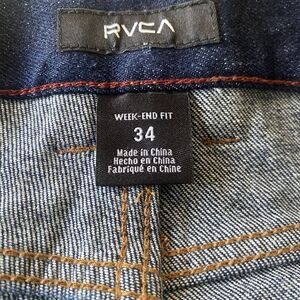 RVCA
WEEK-END FIT
34
Made in China
Hecho en China
Fabriqué en Chine